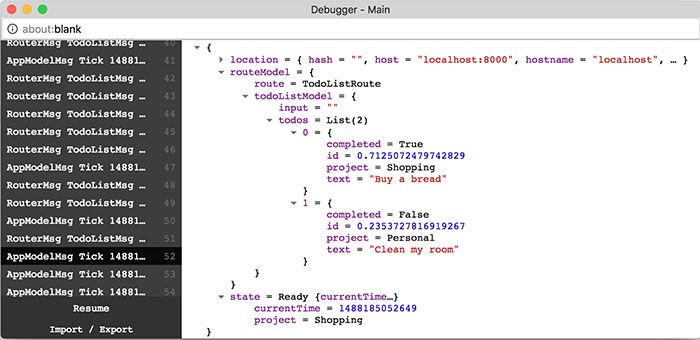 Debugger - Main
about:blank
RouterMsg TodoListMsg … 40
AppModelMsg Tick 14881… 41
RouterMsg TodoListMsg … 42
RouterMsg TodoListMsg … 43
RouterMsg TodoListMsg … 44
RouterMsg TodoListMsg … 45
RouterMsg TodoListMsg … 46
AppModelMsg Tick 14881… 47
RouterMsg TodoListMsg … 48
RouterMsg TodoListMsg … 49
AppModelMsg Tick 14881… 50
RouterMsg TodoListMsg … 51
AppModelMsg Tick 14881… 52
AppModelMsg Tick 14881… 53
AppModelMsg Tick 14881… 54
Resume
Import / Export
{
location = { hash = "", host = "localhost:8000", hostname = "localhost", … }
routeModel = {
route = TodoListRoute
todoListModel = {
input = ""
todos = List(2)
0 = {
completed = True
id = 0.7125072479742829
project = Shopping
text = "Buy a bread"
}
1 = {
completed = False
id = 0.2353727816919267
project = Personal
text = "Clean my room"
}
}
}
state = Ready {currentTime…}
currentTime = 1488185052649
project = Shopping
}